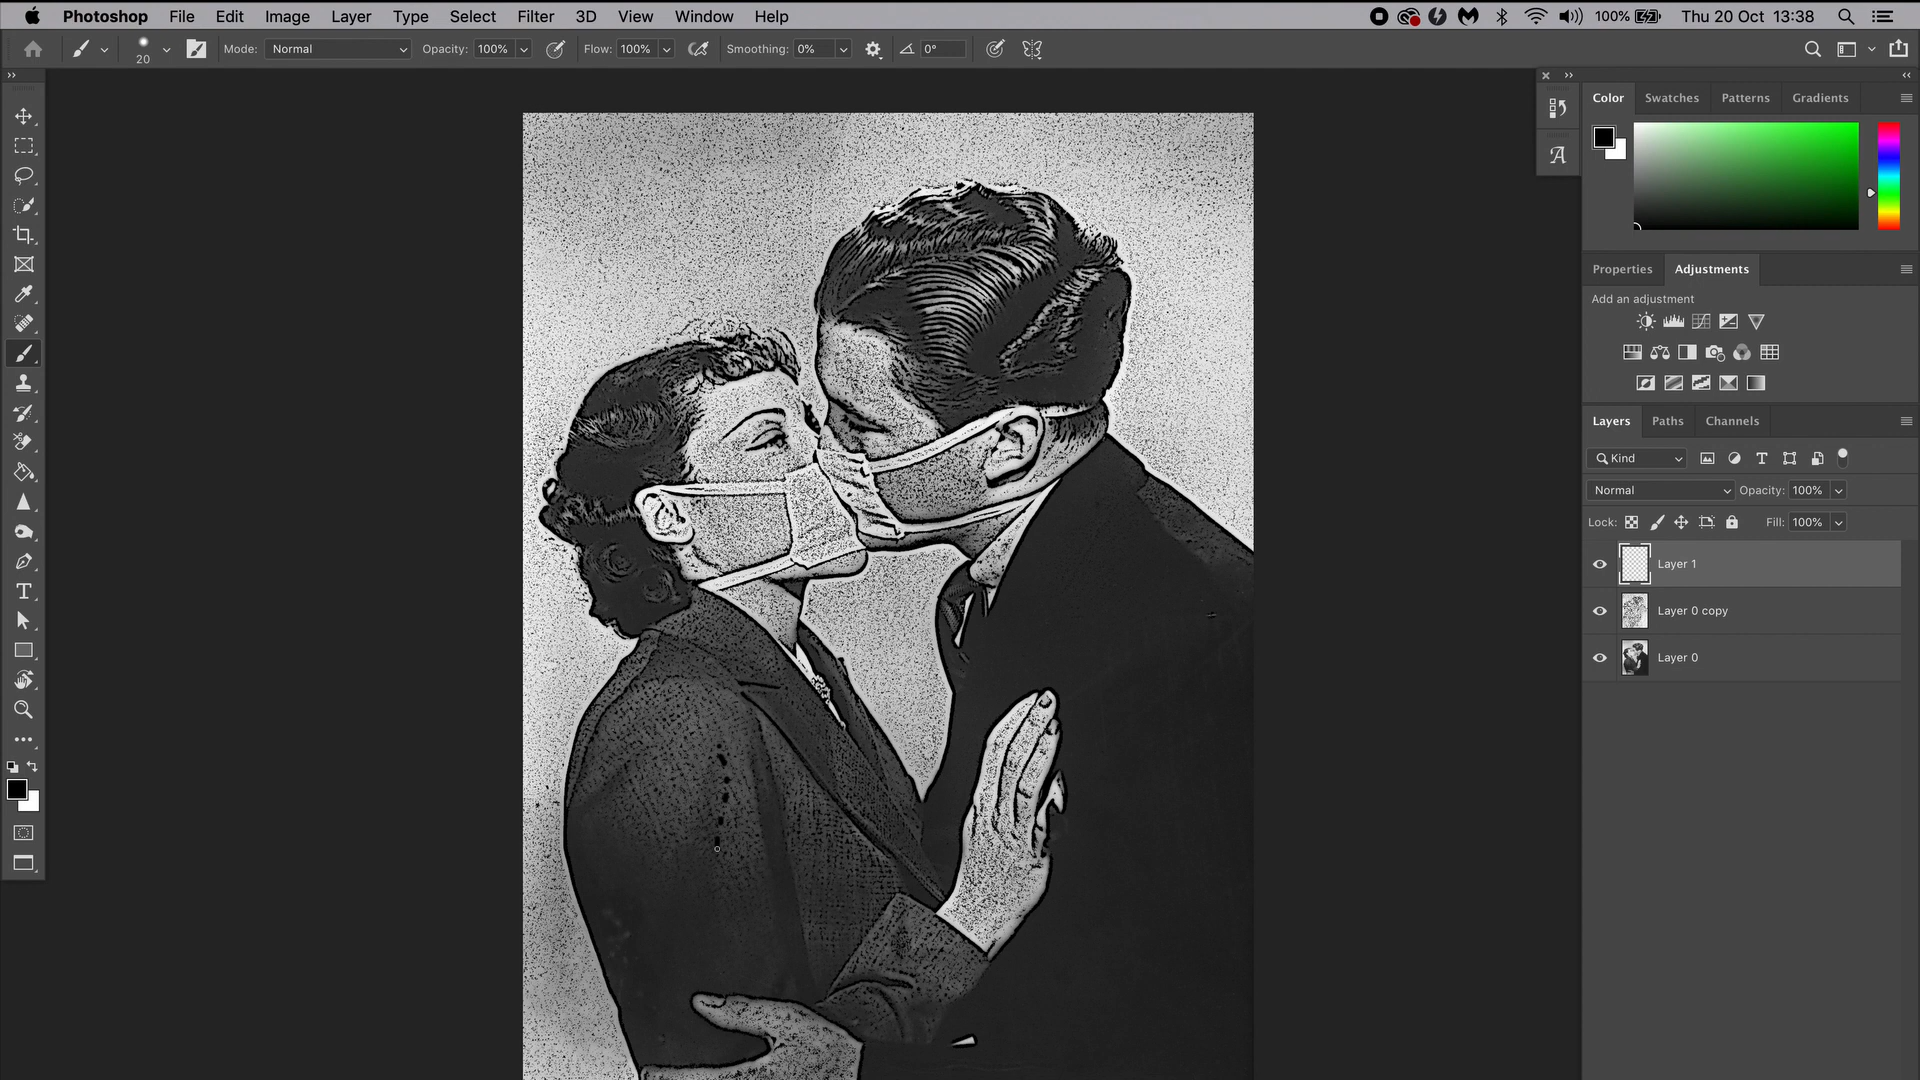 Photoshop File Edit Image Layer Type Select Filter 3D View Window Help 100% Thu 20 Oct 13:38
20 Mode: Normal Opacity: 100% Flow: 100% Smoothing: 0% 0°
Color Swatches Patterns Gradients
Properties Adjustments
Add an adjustment
Layers Paths Channels
Kind
Normal Opacity: 100%
Lock: Fill: 100%
Layer 1
Layer 0 copy
Layer 0